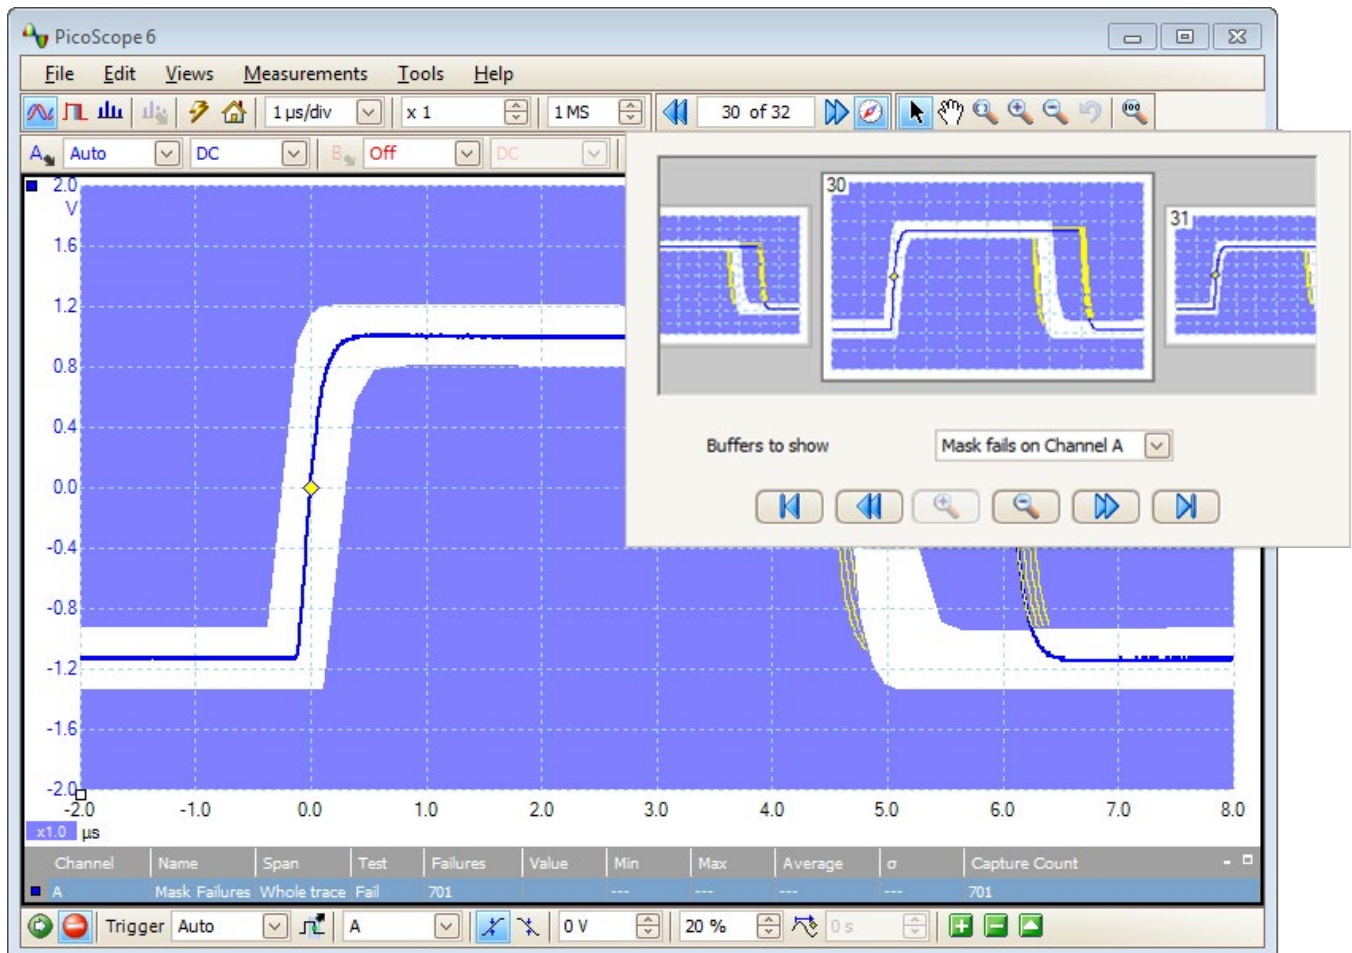 PicoScope 6
File Edit Views Measurements Tools Help
1 µs/div x 1 1 MS 30 of 32
A Auto DC B Off DC
30
31
Buffers to show Mask fails on Channel A
2.0
V
1.6
1.2
0.8
0.4
0.0
-0.4
-0.8
-1.2
-1.6
-2.0
-2.0 -1.0 0.0 1.0 2.0 3.0 4.0 5.0 6.0 7.0 8.0
x1.0 µs
Channel Name Span Test Failures Value Min Max Average σ Capture Count
A Mask Failures Whole trace Fail 701 --- --- --- --- 701
Trigger Auto A 0 V 20 % 0 s